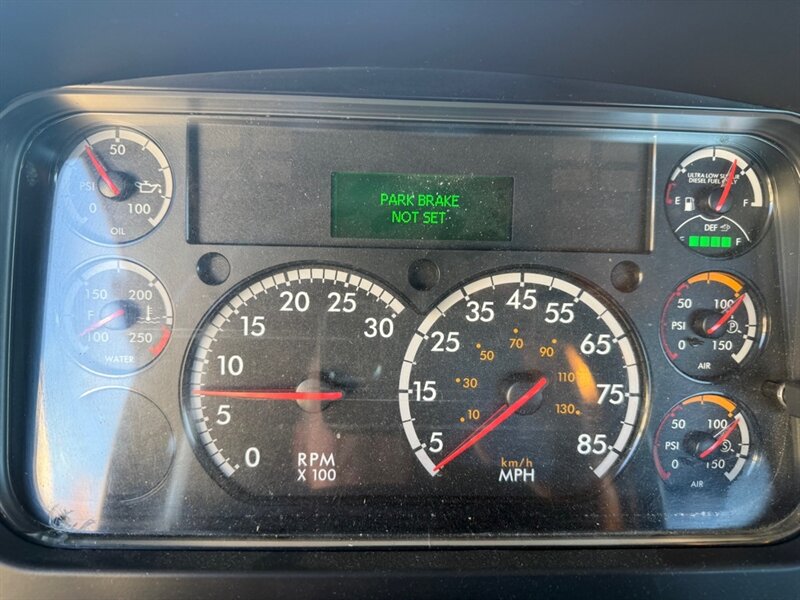 PARK BRAKE
NOT SET
50
PSI
0 100
OIL
150 200
F
100 250
WATER
0 5 10 15 20 25 30
RPM
X 100
5 15 25 35 45 55 65 75 85
10 30 50 70 90 110 130
km/h
MPH
ULTRA LOW SULFUR
DIESEL FUEL ONLY
E F
DEF
F
50 100
PSI P
0 150
AIR
50 100
PSI S
0 150
AIR